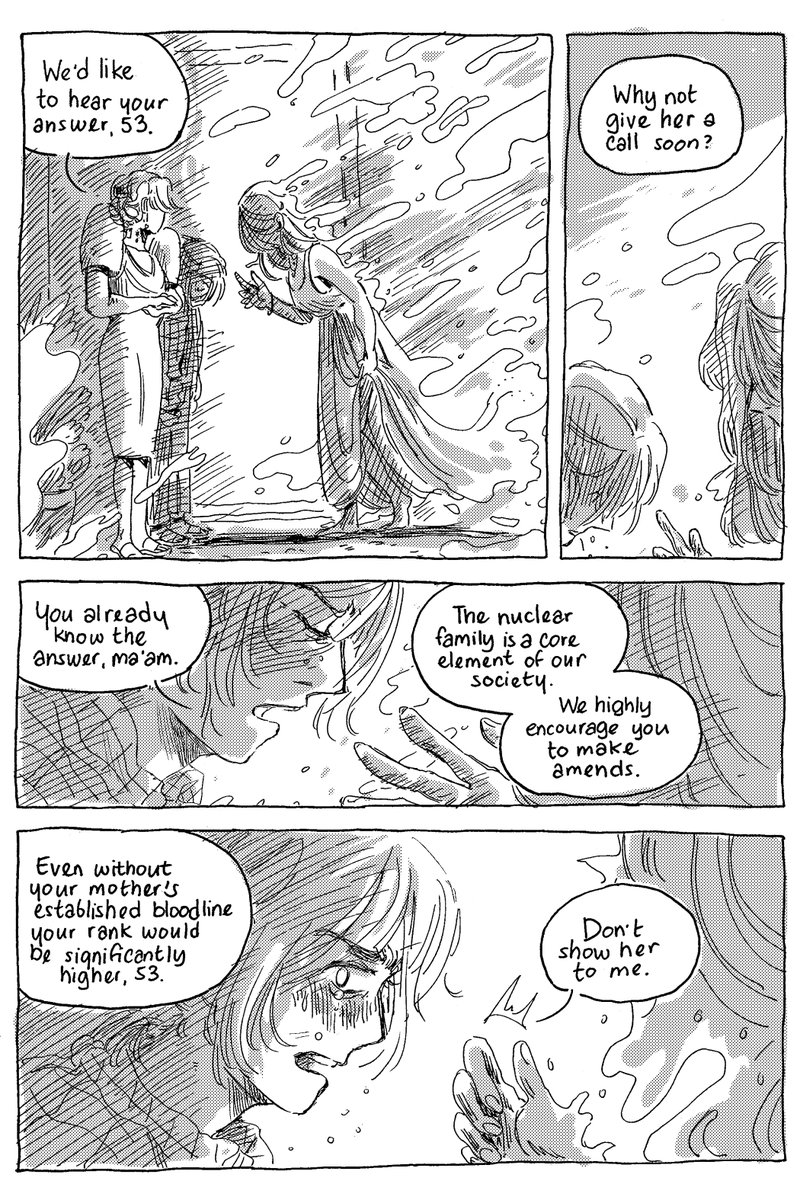 We'd like
to hear your
answer, 53.
Why not
give her a
call soon?
You already
know the
answer, ma'am.
The nuclear
family is a core
element of our
society.
We highly
encourage you
to make
amends.
Even without
your mother's
established bloodline
your rank would
be significantly
higher, 53.
Don't
show her
to me.